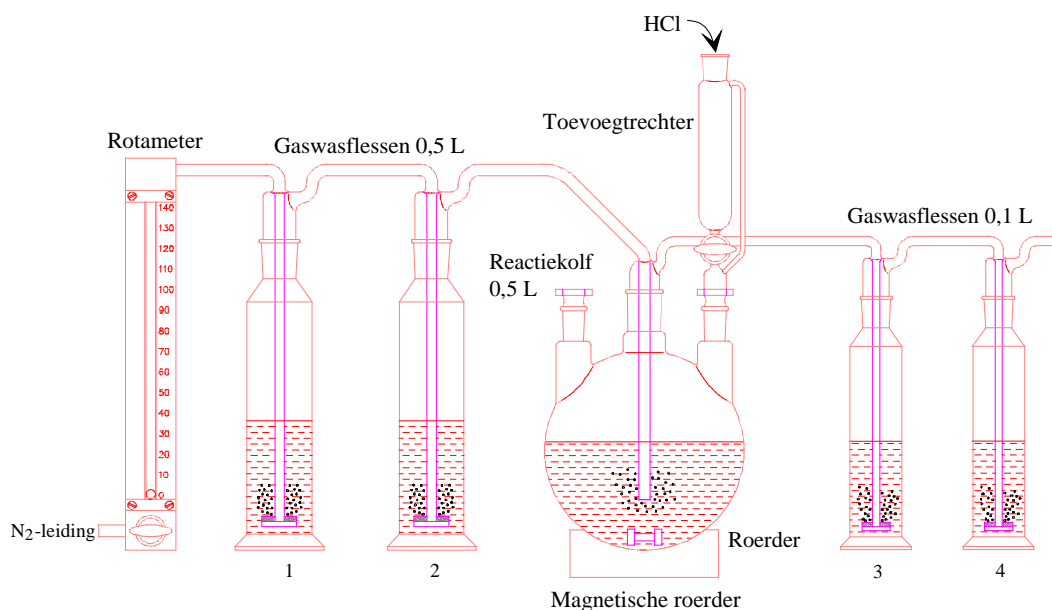 HCl
Toevoegtrechter
Rotameter
Gaswasflessen 0,5 L
Gaswasflessen 0,1 L
140
130
120
110
100
90
80
70
60
50
40
30
20
10
0
Reactiekolf
0,5 L
N2-leiding
Roerder
1
2
3
4
Magnetische roerder